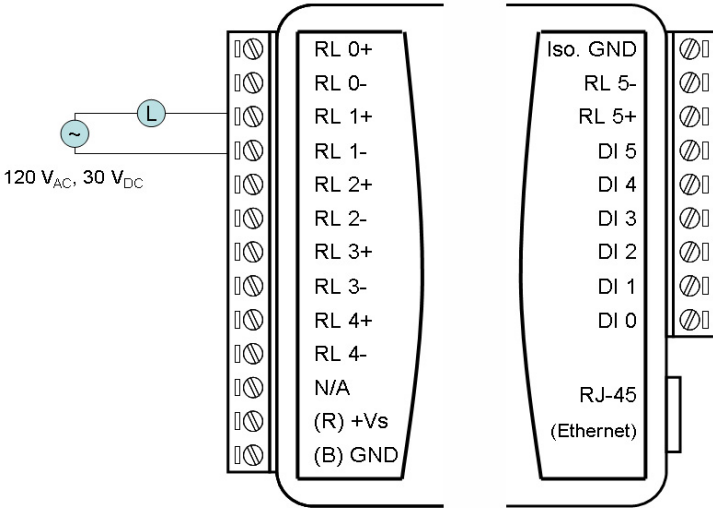 L
~
120 VAC, 30 VDC
RL 0+
RL 0-
RL 1+
RL 1-
RL 2+
RL 2-
RL 3+
RL 3-
RL 4+
RL 4-
N/A
(R) +Vs
(B) GND
Iso. GND
RL 5-
RL 5+
DI 5
DI 4
DI 3
DI 2
DI 1
DI 0
RJ-45
(Ethernet)